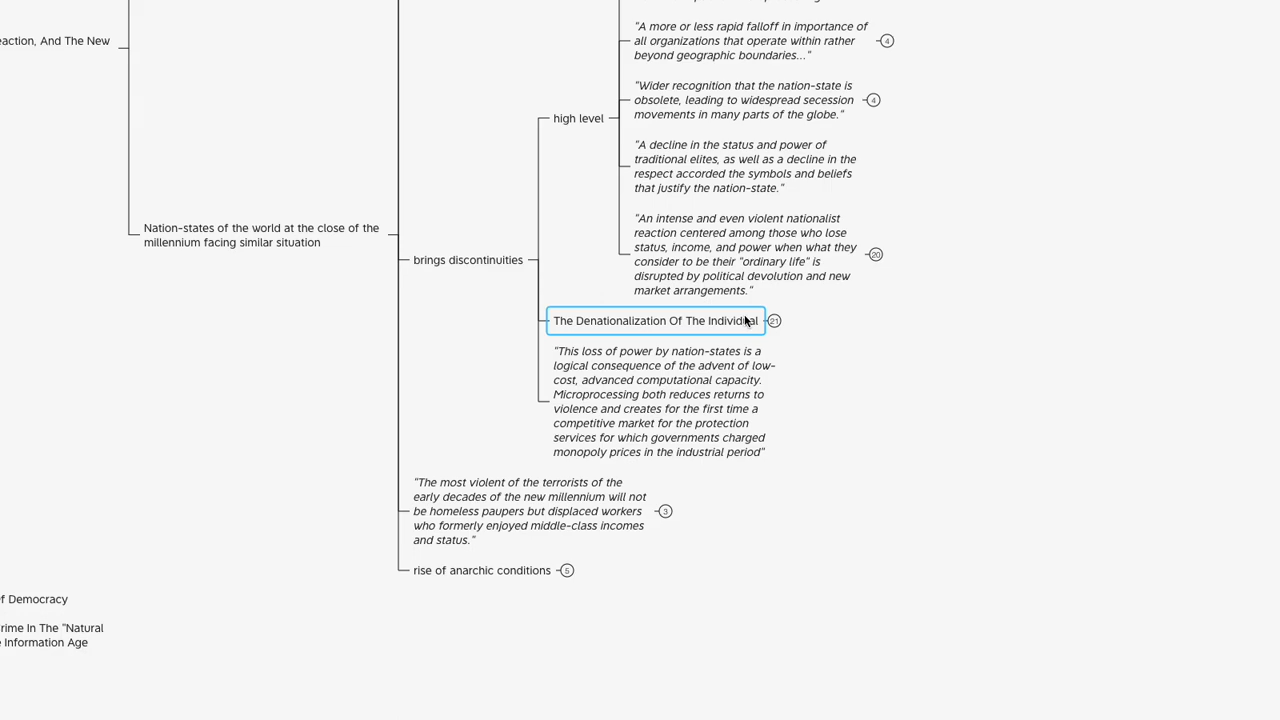 eaction, And The New
"A more or less rapid falloff in importance of
all organizations that operate within rather
beyond geographic boundaries..."
4
"Wider recognition that the nation-state is
obsolete, leading to widespread secession
movements in many parts of the globe."
4
high level
"A decline in the status and power of
traditional elites, as well as a decline in the
respect accorded the symbols and beliefs
that justify the nation-state."
Nation-states of the world at the close of the
millennium facing similar situation
"An intense and even violent nationalist
reaction centered among those who lose
status, income, and power when what they
consider to be their "ordinary life" is
disrupted by political devolution and new
market arrangements."
20
brings discontinuities
The Denationalization Of The Individual
21
"This loss of power by nation-states is a
logical consequence of the advent of low-
cost, advanced computational capacity.
Microprocessing both reduces returns to
violence and creates for the first time a
competitive market for the protection
services for which governments charged
monopoly prices in the industrial period"
"The most violent of the terrorists of the
early decades of the new millennium will not
be homeless paupers but displaced workers
who formerly enjoyed middle-class incomes
and status."
3
rise of anarchic conditions
5
f Democracy
rime In The "Natural
e Information Age